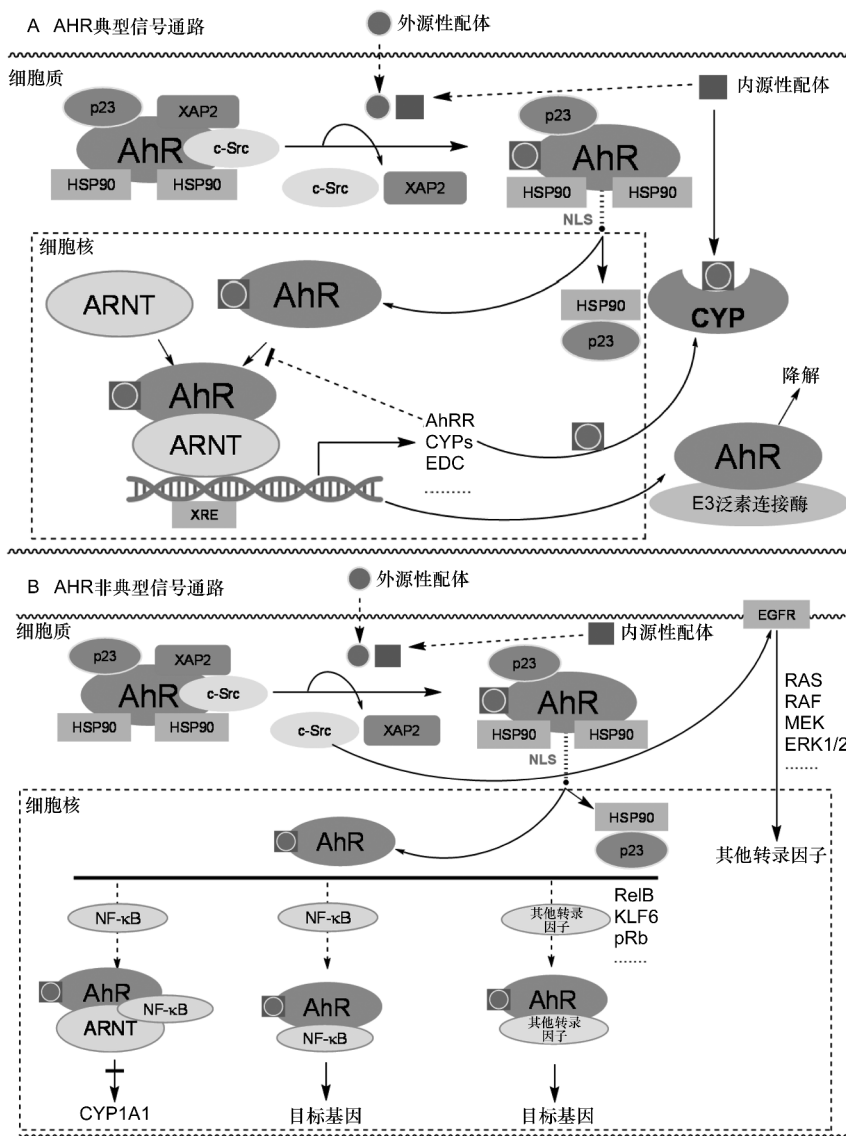 A AHR典型信号通路
外源性配体
细胞质
内源性配体
p23
XAP2
AhR
c-Src
HSP90
HSP90
c-Src
XAP2
p23
AhR
HSP90
HSP90
NLS
细胞核
ARNT
AhR
HSP90
p23
CYP
AhR
ARNT
XRE
AhRR
CYPs
EDC
.........
降解
AhR
E3泛素连接酶
B AHR非典型信号通路
外源性配体
细胞质
内源性配体
EGFR
p23
XAP2
AhR
c-Src
HSP90
HSP90
c-Src
XAP2
p23
AhR
HSP90
HSP90
NLS
RAS
RAF
MEK
ERK1/2
.......
其他转录因子
细胞核
AhR
HSP90
p23
NF-κB
NF-κB
其他转录
因子
RelB
KLF6
pRb
.......
AhR
NF-κB
ARNT
AhR
NF-κB
AhR
其他转录
因子
CYP1A1
目标基因
目标基因